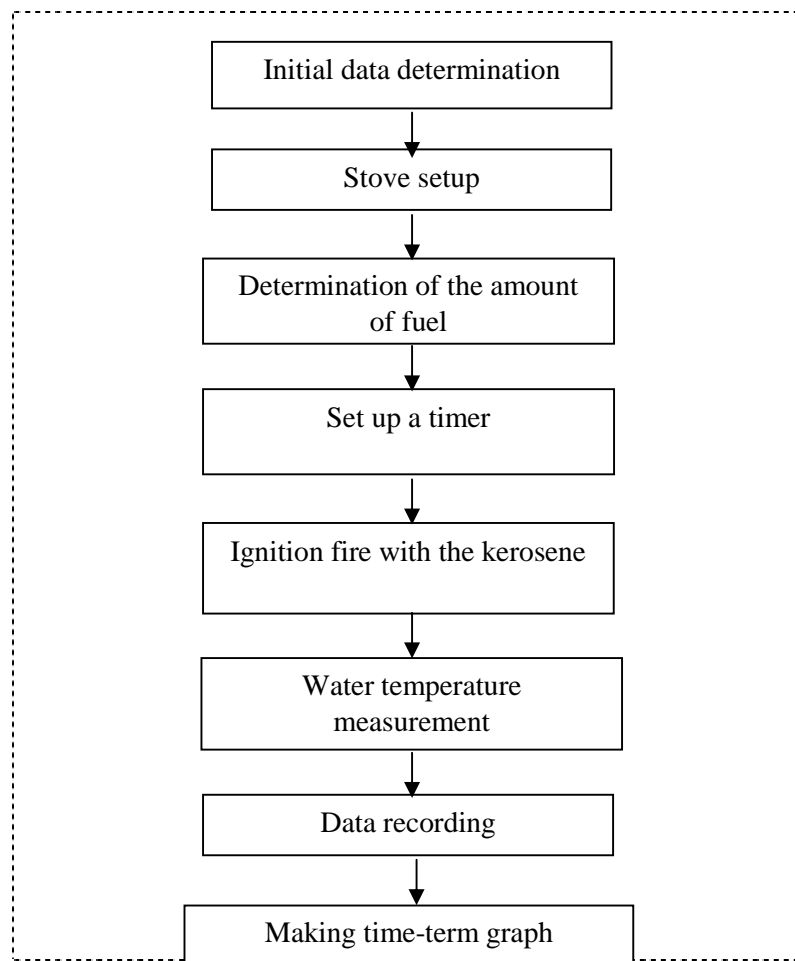 Initial data determination
Stove setup
Determination of the amount
of fuel
Set up a timer
Ignition fire with the kerosene
Water temperature
measurement
Data recording
Making time-term graph